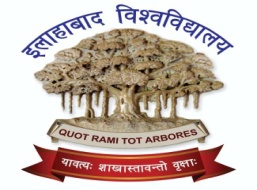 इलाहाबाद विश्वविद्यालय
QUOT RAMI TOT ARBORES
यावत्यः शाखास्तावन्तो वृक्षाः